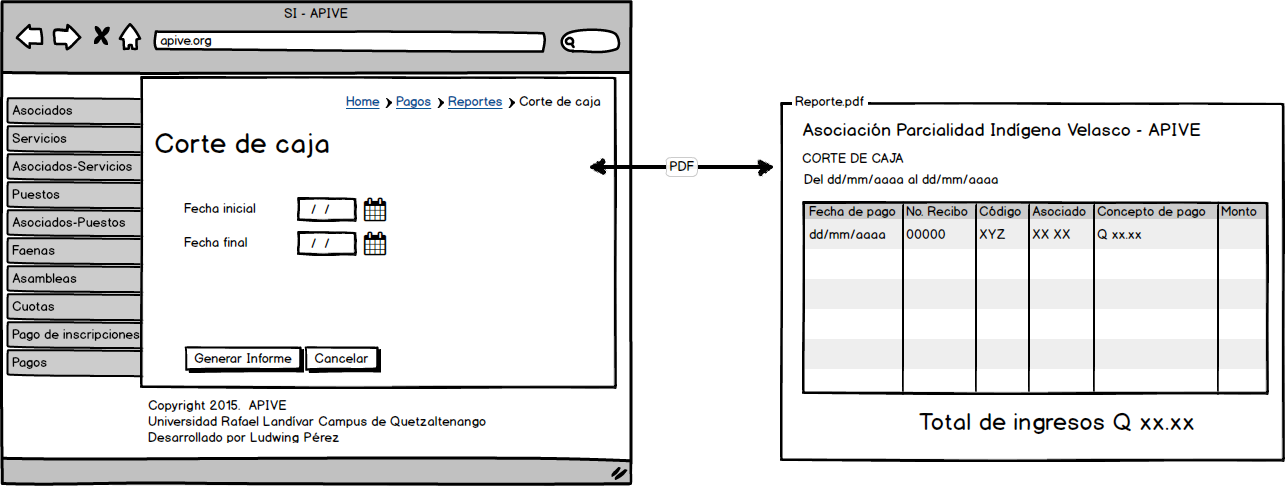 SI - APIVE
apive.org
Home Pagos Reportes Corte de caja
Asociados
Servicios
Asociados-Servicios
Puestos
Asociados-Puestos
Faenas
Asambleas
Cuotas
Pago de inscripciones
Pagos
Corte de caja
Fecha inicial / /
Fecha final / /
Generar Informe Cancelar
Copyright 2015. APIVE
Universidad Rafael Landívar Campus de Quetzaltenango
Desarrollado por Ludwing Pérez
PDF
Reporte.pdf
Asociación Parcialidad Indígena Velasco - APIVE
CORTE DE CAJA
Del dd/mm/aaaa al dd/mm/aaaa
Fecha de pago No. Recibo Código Asociado Concepto de pago Monto
dd/mm/aaaa 00000 XYZ XX XX Q xx.xx
Total de ingresos Q xx.xx